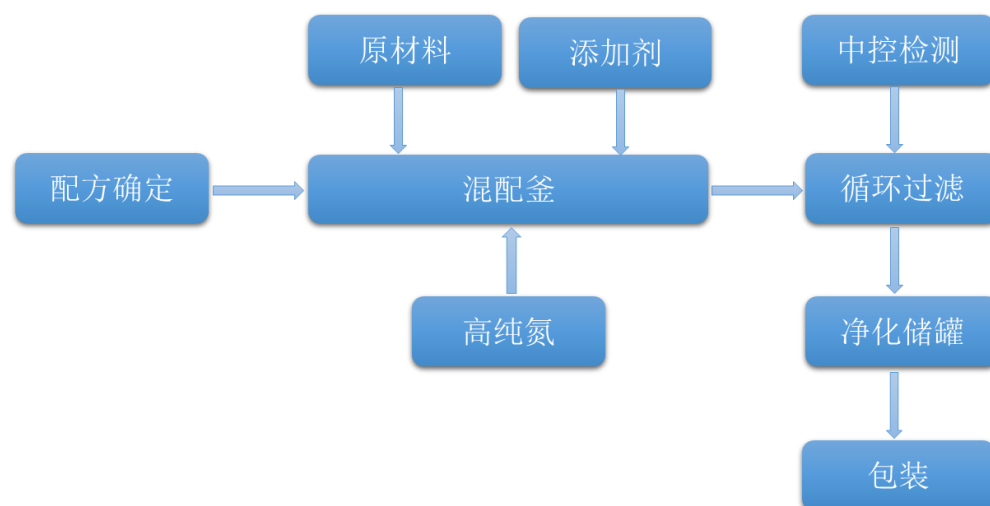 原材料
添加剂
中控检测
配方确定
混配釜
循环过滤
高纯氮
净化储罐
包装